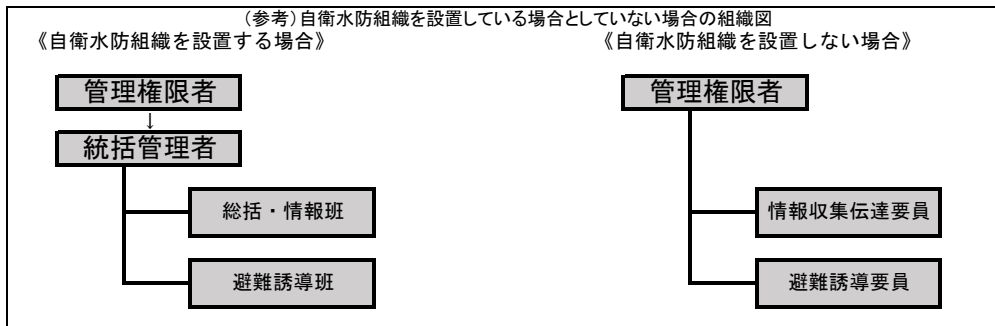 (参考)自衛水防組織を設置している場合としていない場合の組織図
《自衛水防組織を設置する場合》
《自衛水防組織を設置しない場合》
管理権限者
↓
統括管理者
総括・情報班
避難誘導班
管理権限者
情報収集伝達要員
避難誘導要員